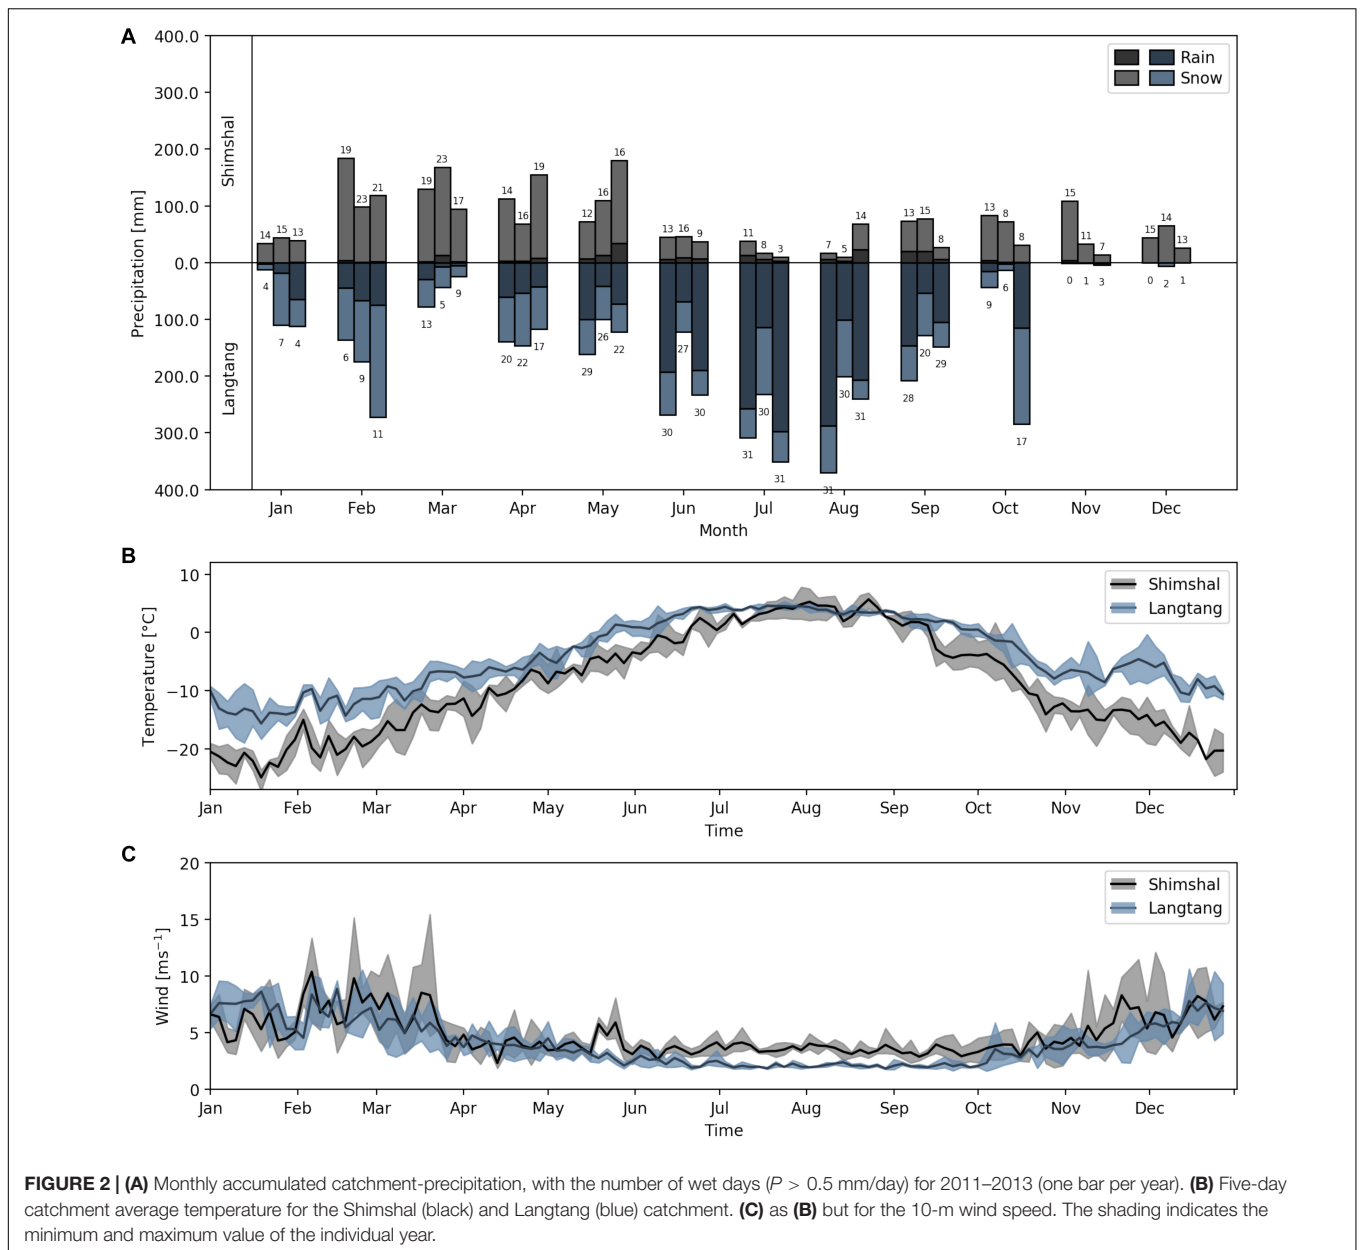 A
400.0
300.0
200.0
100.0
0.0
100.0
200.0
300.0
400.0
Precipitation [mm]
Shimshal
Langtang
Rain
Snow
14 15 13
19 23 21
19 23 17
14 16 19
12 16 16
13 16 9
11 8 3
7 5 14
13 15 8
13 8 8
15 11 7
15 14 13
4 7 4
6 9 11
13 5 9
20 22 17
29 26 22
30 27 30
31 30 31
31 30 31
28 20 29
9 6 17
0 1 3
0 2 1
Jan Feb Mar Apr May Jun Jul Aug Sep Oct Nov Dec
Month
B
10
0
−10
−20
Temperature [°C]
Shimshal
Langtang
Jan Feb Mar Apr May Jun Jul Aug Sep Oct Nov Dec
Time
C
20
15
10
5
0
Wind [ms⁻¹]
Shimshal
Langtang
Jan Feb Mar Apr May Jun Jul Aug Sep Oct Nov Dec
Time
FIGURE 2 | (A) Monthly accumulated catchment-precipitation, with the number of wet days (P > 0.5 mm/day) for 2011–2013 (one bar per year). (B) Five-day
catchment average temperature for the Shimshal (black) and Langtang (blue) catchment. (C) as (B) but for the 10-m wind speed. The shading indicates the
minimum and maximum value of the individual year.